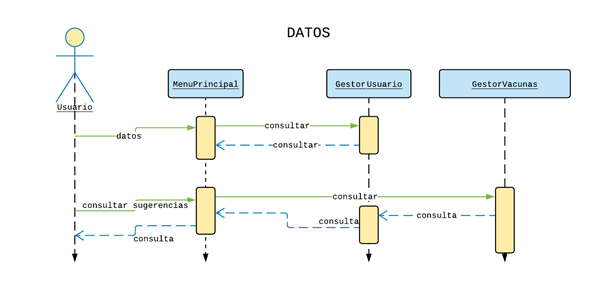 DATOS
Usuario
MenuPrincipal
GestorUsuario
GestorVacunas
datos
consultar
consultar
consultar sugerencias
consultar
consulta
consulta
consulta